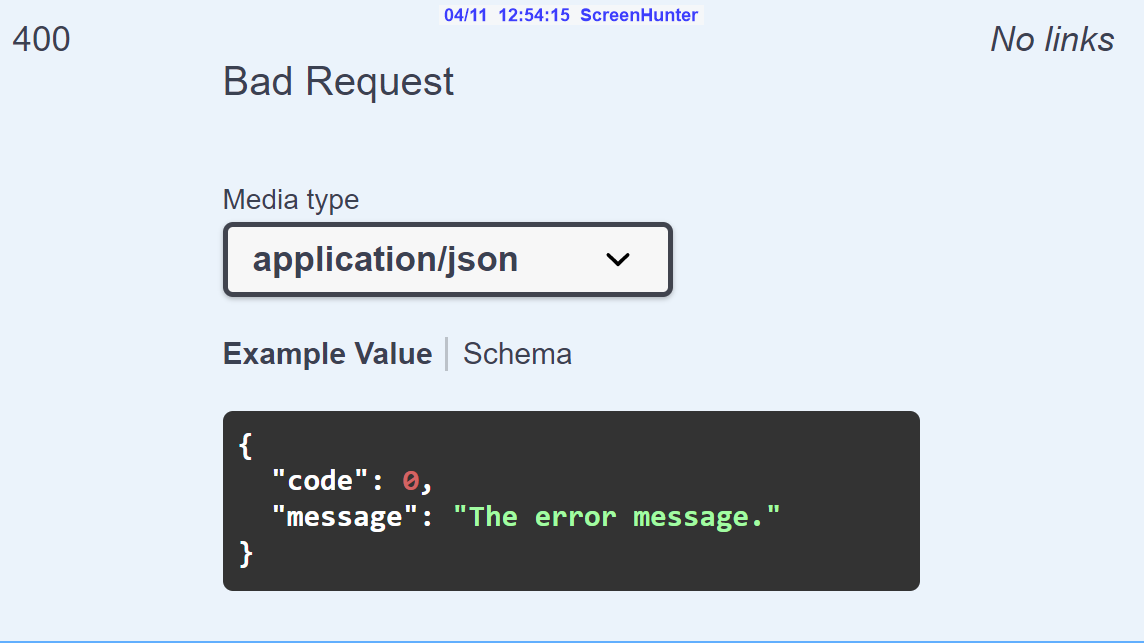 04/11 12:54:15 ScreenHunter
400
No links
Bad Request
Media type
application/json
Example Value
Schema
{
  "code": 0,
  "message": "The error message."
}